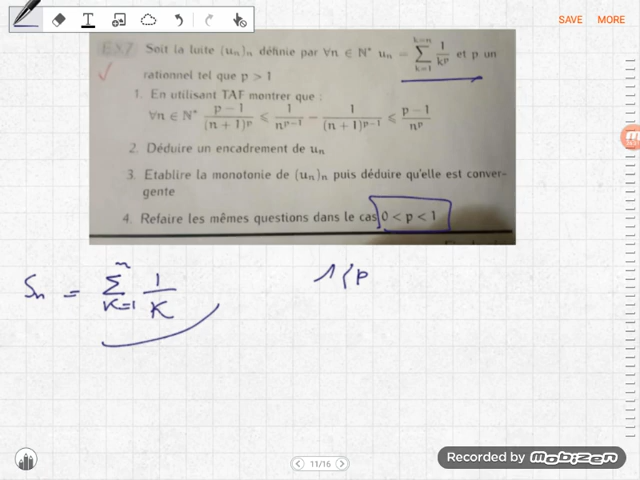 SAVE MORE
EX7 Soit la luite (uₙ)ₙ définie par ∀n ∈ ℕ* uₙ = ∑_{k=1}^{k=n} 1/k^p et p un
rationnel tel que p > 1
1. En utilisant TAF montrer que :
∀n ∈ ℕ* (p − 1)/(n + 1)^p ⩽ 1/n^{p−1} − 1/(n + 1)^{p−1} ⩽ (p − 1)/n^p
2. Déduire un encadrement de uₙ
3. Etablire la monotonie de (uₙ)ₙ puis déduire qu'elle est conver-
gente
4. Refaire les mêmes questions dans le cas 0 < p < 1
Sₙ = ∑_{K=1}^{n} 1/K 1 < p
11/16
Recorded by Mobizen